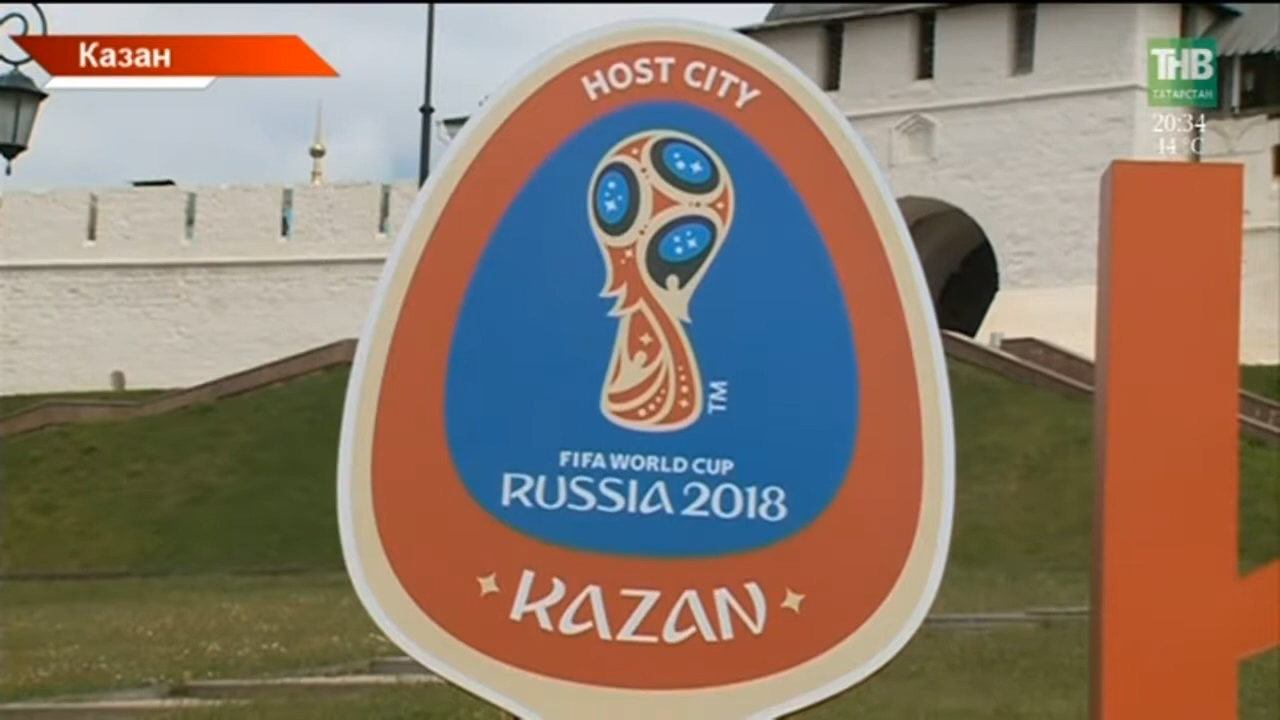 Казан
ТНВ
ТАТАРСТАН
20:34
14 °C
HOST CITY
TM
FIFA WORLD CUP
RUSSIA 2018
KAZAN